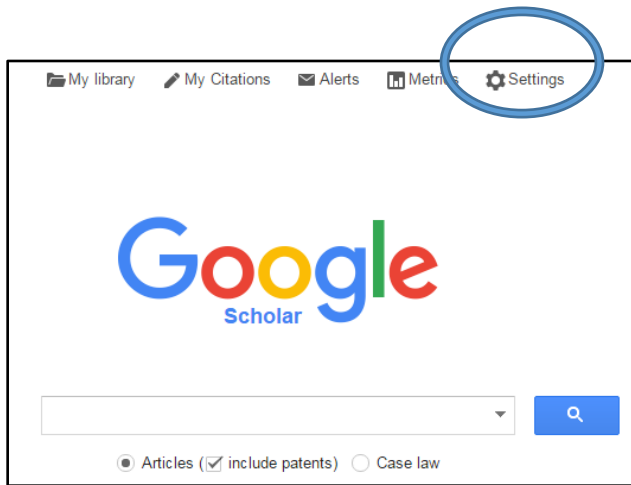 My library My Citations Alerts Metrics Settings
Google
Scholar
Articles (include patents) Case law